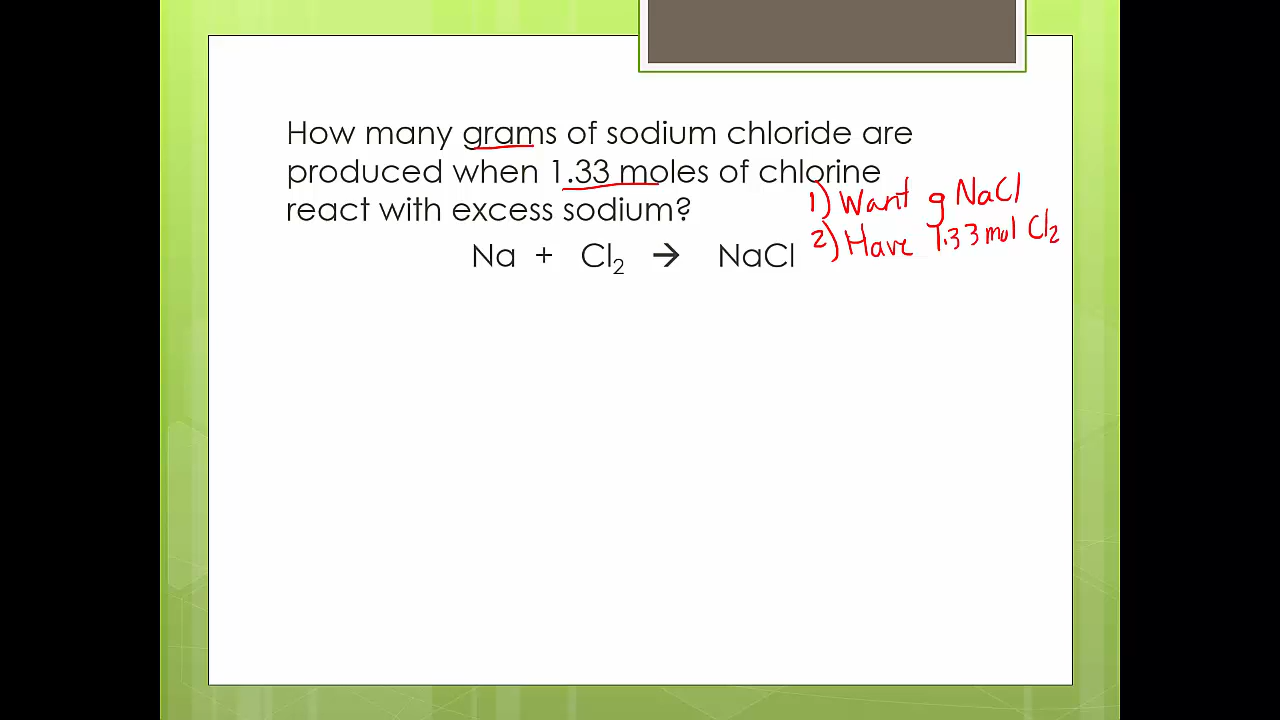 How many grams of sodium chloride are
produced when 1.33 moles of chlorine
react with excess sodium?
Na + Cl₂ → NaCl
1) Want g NaCl
2) Have 1.33 mol Cl₂